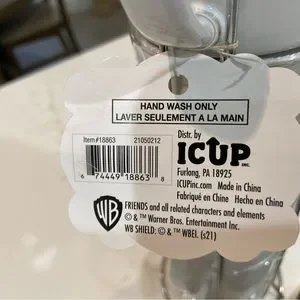 HAND WASH ONLY
LAVER SEULEMENT A LA MAIN
Item#18863 21050212
6 74449 18863 8
Distr. by
ICUP INC.
Furlong, PA 18925
ICUPinc.com Made in China
Fabriqué en Chine Hecho en China
WB
FRIENDS and all related characters and elements
© & ™ Warner Bros. Entertainment Inc.
WB SHIELD: © & ™ WBEI. (s21)